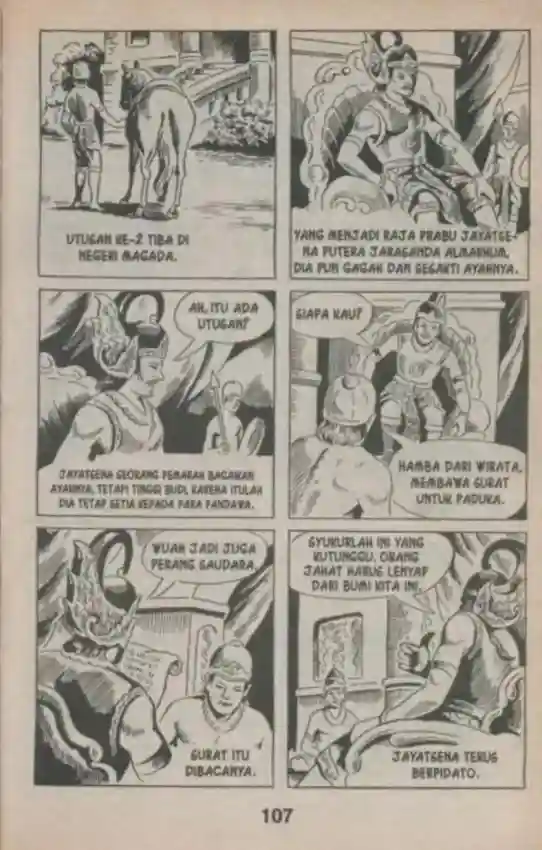 UTUSAN KE-2 TIBA DI
NEGERI MAGADA.
YANG MENJADI RAJA PRABU JAYATSE-
NA PUTERA JARASANDA ALMARHUM.
DIA PUN GAGAH DAN SESAKTI AYAHNYA.
AH, ITU ADA
UTUSAN?
JAYATSENA SEORANG PEMARAH BAGAIKAN
AYAHNYA, TETAPI TINGGI BUDI, KARENA ITULAH
DIA TETAP SETIA KEPADA PARA PANDAWA.
SIAPA KAU?
HAMBA DARI WIRATA,
MEMBAWA SURAT
UNTUK PADUKA.
WUAH JADI JUGA
PERANG SAUDARA.
SURAT ITU
DIBACANYA.
SYUKURLAH INI YANG
KUTUNGGU. ORANG
JAHAT HARUS LENYAP
DARI BUMI KITA INI.
JAYATSENA TERUS
BERPIDATO.
107